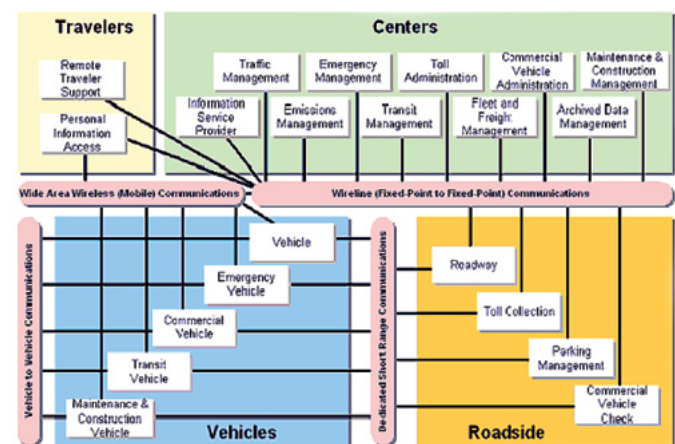 Travelers
Centers
Remote
Traveler
Support
Personal
Information
Access
Traffic
Management
Emergency
Management
Toll
Administration
Commercial
Vehicle
Administration
Maintenance &
Construction
Management
Information
Service
Provider
Emissions
Management
Transit
Management
Fleet and
Freight
Management
Archived Data
Management
Wide Area Wireless (Mobile) Communications
Wireline (Fixed-Point to Fixed-Point) Communications
Vehicle to Vehicle Communications
Vehicle
Emergency
Vehicle
Commercial
Vehicle
Transit
Vehicle
Maintenance &
Construction
Vehicle
Vehicles
Dedicated Short Range Communications
Roadway
Toll Collection
Parking
Management
Commercial
Vehicle
Check
Roadside